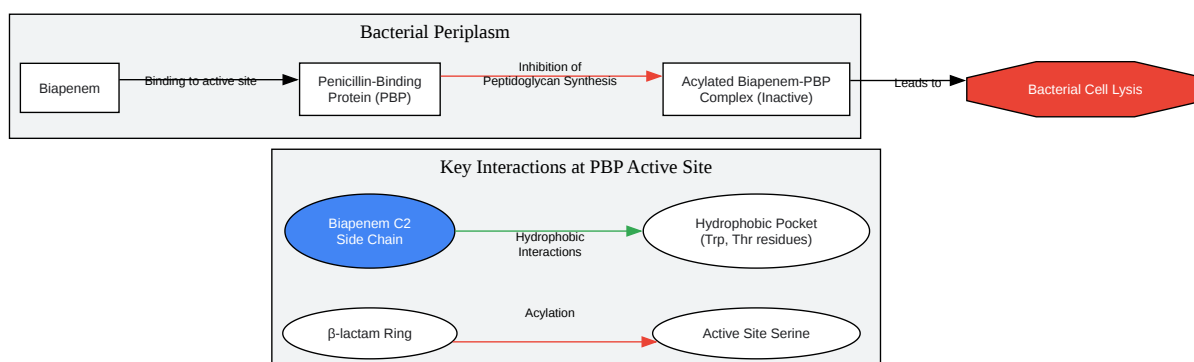 Bacterial Periplasm
Biapenem
Binding to active site
Penicillin-Binding
Protein (PBP)
Inhibition of
Peptidoglycan Synthesis
Acylated Biapenem-PBP
Complex (Inactive)
Leads to
Bacterial Cell Lysis
Key Interactions at PBP Active Site
Biapenem C2
Side Chain
Hydrophobic
Interactions
Hydrophobic Pocket
(Trp, Thr residues)
β-lactam Ring
Acylation
Active Site Serine